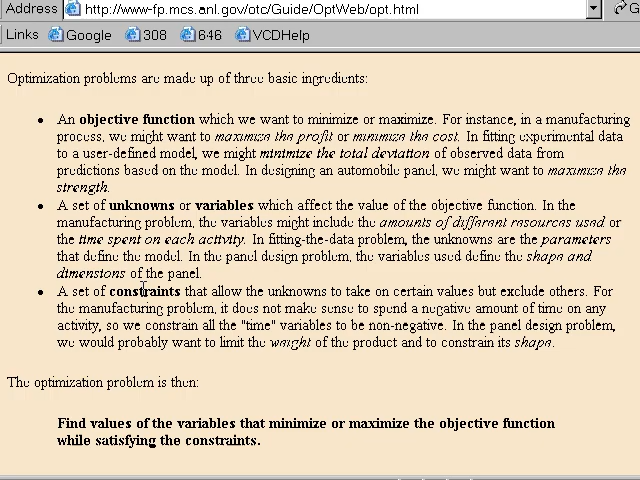 Address http://www-fp.mcs.anl.gov/otc/Guide/OptWeb/opt.html G
Links Google 308 646 VCDHelp
Optimization problems are made up of three basic ingredients:
• An objective function which we want to minimize or maximize. For instance, in a manufacturing
process, we might want to maximize the profit or minimize the cost. In fitting experimental data
to a user-defined model, we might minimize the total deviation of observed data from
predictions based on the model. In designing an automobile panel, we might want to maximize the
strength.
• A set of unknowns or variables which affect the value of the objective function. In the
manufacturing problem, the variables might include the amounts of different resources used or
the time spent on each activity. In fitting-the-data problem, the unknowns are the parameters
that define the model. In the panel design problem, the variables used define the shape and
dimensions of the panel.
• A set of constraints that allow the unknowns to take on certain values but exclude others. For
the manufacturing problem, it does not make sense to spend a negative amount of time on any
activity, so we constrain all the "time" variables to be non-negative. In the panel design problem,
we would probably want to limit the weight of the product and to constrain its shape.
The optimization problem is then:
Find values of the variables that minimize or maximize the objective function
while satisfying the constraints.